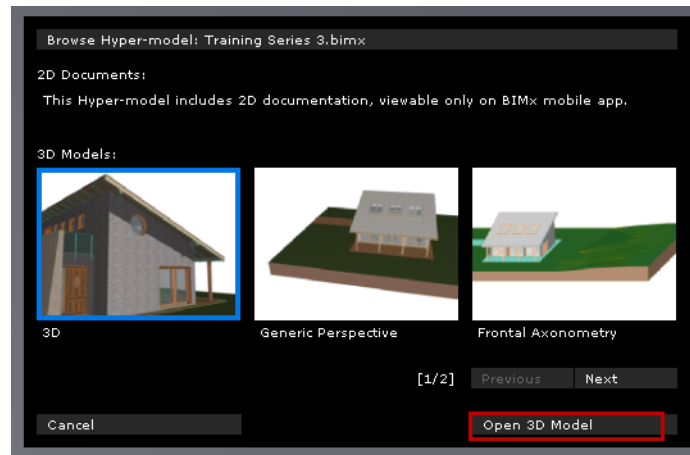 Browse Hyper-model: Training Series 3.bimx
2D Documents:
This Hyper-model includes 2D documentation, viewable only on BIMx mobile app.
3D Models:
3D
Generic Perspective
Frontal Axonometry
[1/2]
Previous
Next
Cancel
Open 3D Model